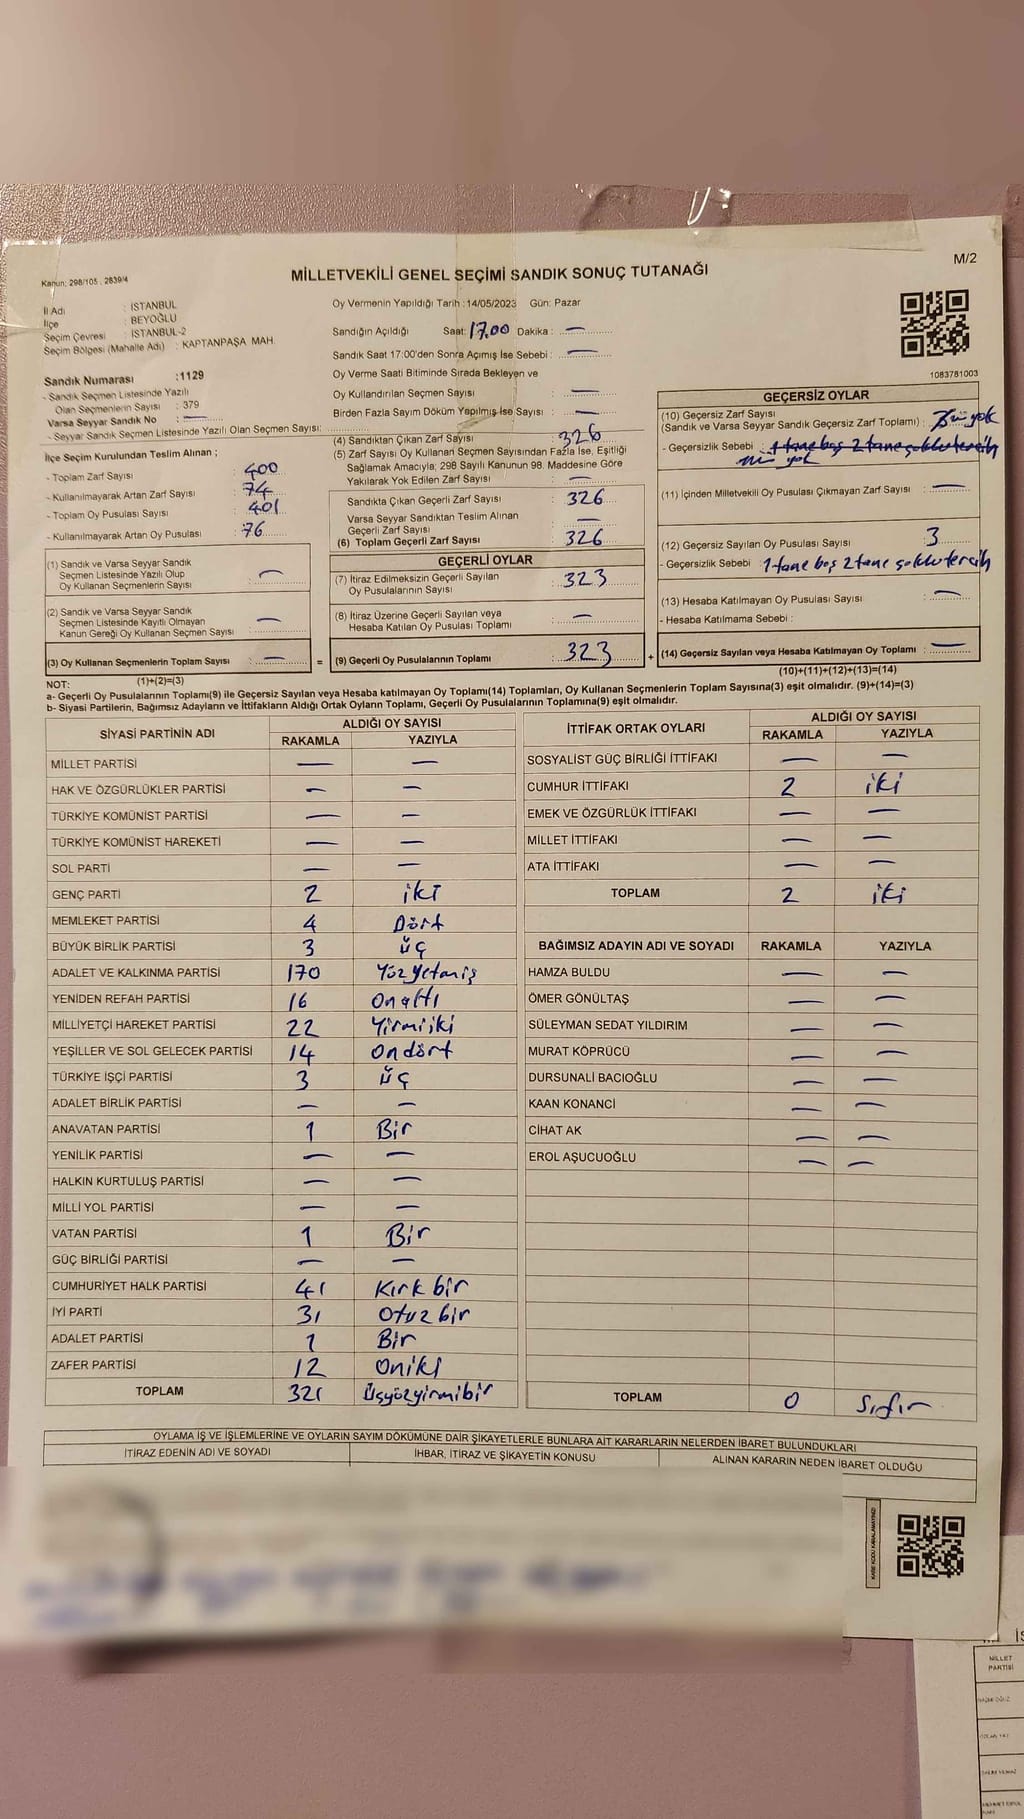 Kanun; 298/105 , 2839/4
MİLLETVEKİLİ GENEL SEÇİMİ SANDIK SONUÇ TUTANAĞI
M/2
İl Adı : İSTANBUL
İlçe : BEYOĞLU
Seçim Çevresi : İSTANBUL-2
Seçim Bölgesi (Mahalle Adı) : KAPTANPAŞA MAH.
Sandık Numarası :1129
- Sandık Seçmen Listesinde Yazılı
Olan Seçmenlerin Sayısı : 379
Varsa Seyyar Sandık No : —
- Seyyar Sandık Seçmen Listesinde Yazılı Olan Seçmen Sayısı:
İlçe Seçim Kurulundan Teslim Alınan ;
- Toplam Zarf Sayısı : 400
- Kullanılmayarak Artan Zarf Sayısı : 74
- Toplam Oy Pusulası Sayısı : 401
- Kullanılmayarak Artan Oy Pusulası : 76
(1) Sandık ve Varsa Seyyar Sandık
Seçmen Listesinde Yazılı Olup
Oy Kullanan Seçmenlerin Sayısı : —
(2) Sandık ve Varsa Seyyar Sandık
Seçmen Listesinde Kayıtlı Olmayan
Kanun Gereği Oy Kullanan Seçmen Sayısı : —
(3) Oy Kullanan Seçmenlerin Toplam Sayısı : — =
(1)+(2)=(3)
Oy Vermenin Yapıldığı Tarih :14/05/2023 Gün: Pazar
Sandığın Açıldığı Saat: 17.00 Dakika : —
Sandık Saat 17:00'den Sonra Açımış İse Sebebi : —
Oy Verme Saati Bitiminde Sırada Bekleyen ve
Oy Kullandırılan Seçmen Sayısı : —
Birden Fazla Sayım Döküm Yapılmış İse Sayısı : —
(4) Sandıktan Çıkan Zarf Sayısı : 326
(5) Zarf Sayısı Oy Kullanan Seçmen Sayısından Fazla İse, Eşitliği
Sağlamak Amacıyla; 298 Sayılı Kanunun 98. Maddesine Göre
Yakılarak Yok Edilen Zarf Sayısı : —
Sandıkta Çıkan Geçerli Zarf Sayısı : 326
Varsa Seyyar Sandıktan Teslim Alınan
Geçerli Zarf Sayısı : —
(6) Toplam Geçerli Zarf Sayısı : 326
GEÇERLİ OYLAR
(7) İtiraz Edilmeksizin Geçerli Sayılan
Oy Pusulalarının Sayısı : 323
(8) İtiraz Üzerine Geçerli Sayılan veya
Hesaba Katılan Oy Pusulası Toplamı : —
(9) Geçerli Oy Pusulalarının Toplamı : 323 +
1083781003
GEÇERSİZ OYLAR
(10) Geçersiz Zarf Sayısı
(Sandık ve Varsa Seyyar Sandık Geçersiz Zarf Toplamı) : yok
- Geçersizlik Sebebi : 1 tane boş 2 tane çoklu tercih
yok
(11) İçinden Milletvekili Oy Pusulası Çıkmayan Zarf Sayısı : —
(12) Geçersiz Sayılan Oy Pusulası Sayısı : 3
- Geçersizlik Sebebi : 1 tane boş 2 tane çoklu tercih
(13) Hesaba Katılmayan Oy Pusulası Sayısı : —
- Hesaba Katılmama Sebebi :
(14) Geçersiz Sayılan veya Hesaba Katılmayan Oy Toplamı : —
(10)+(11)+(12)+(13)=(14)
NOT:
a- Geçerli Oy Pusulalarının Toplamı(9) ile Geçersiz Sayılan veya Hesaba katılmayan Oy Toplamı(14) Toplamları, Oy Kullanan Seçmenlerin Toplam Sayısına(3) eşit olmalıdır. (9)+(14)=(3)
b- Siyasi Partilerin, Bağımsız Adayların ve İttifakların Aldığı Ortak Oyların Toplamı, Geçerli Oy Pusulalarının Toplamına(9) eşit olmalıdır.
SİYASİ PARTİNİN ADI ALDIĞI OY SAYISI
RAKAMLA YAZIYLA
MİLLET PARTİSİ — —
HAK VE ÖZGÜRLÜKLER PARTİSİ — —
TÜRKİYE KOMÜNİST PARTİSİ — —
TÜRKİYE KOMÜNİST HAREKETİ — —
SOL PARTİ — —
GENÇ PARTİ 2 iki
MEMLEKET PARTİSİ 4 Dört
BÜYÜK BİRLİK PARTİSİ 3 üç
ADALET VE KALKINMA PARTİSİ 170 Yüzyetmiş
YENİDEN REFAH PARTİSİ 16 Onaltı
MİLLİYETÇİ HAREKET PARTİSİ 22 Yirmiiki
YEŞİLLER VE SOL GELECEK PARTİSİ 14 Ondört
TÜRKİYE İŞÇİ PARTİSİ 3 üç
ADALET BİRLİK PARTİSİ — —
ANAVATAN PARTİSİ 1 Bir
YENİLİK PARTİSİ — —
HALKIN KURTULUŞ PARTİSİ — —
MİLLİ YOL PARTİSİ — —
VATAN PARTİSİ 1 Bir
GÜÇ BİRLİĞİ PARTİSİ — —
CUMHURİYET HALK PARTİSİ 41 Kırk bir
İYİ PARTİ 31 Otuz bir
ADALET PARTİSİ 1 Bir
ZAFER PARTİSİ 12 Oniki
TOPLAM 321 Üçyüzyirmibir
İTTİFAK ORTAK OYLARI ALDIĞI OY SAYISI
RAKAMLA YAZIYLA
SOSYALİST GÜÇ BİRLİĞİ İTTİFAKI — —
CUMHUR İTTİFAKI 2 iki
EMEK VE ÖZGÜRLÜK İTTİFAKI — —
MİLLET İTTİFAKI — —
ATA İTTİFAKI — —
TOPLAM 2 iki
BAĞIMSIZ ADAYIN ADI VE SOYADI RAKAMLA YAZIYLA
HAMZA BULDU — —
ÖMER GÖNÜLTAŞ — —
SÜLEYMAN SEDAT YILDIRIM — —
MURAT KÖPRÜCÜ — —
DURSUNALİ BACIOĞLU — —
KAAN KONANCİ — —
CİHAT AK — —
EROL AŞUCUOĞLU — —
TOPLAM 0 Sıfır
OYLAMA İŞ VE İŞLEMLERİNE VE OYLARIN SAYIM DÖKÜMÜNE DAİR ŞİKAYETLERLE BUNLARA AİT KARARLARIN NELERDEN İBARET BULUNDUKLARI
İTİRAZ EDENİN ADI VE SOYADI İHBAR, İTİRAZ VE ŞİKAYETİN KONUSU ALINAN KARARIN NEDEN İBARET OLDUĞU
KARE KODU KARALAMAYINIZ!
MİLLET
PARTİSİ